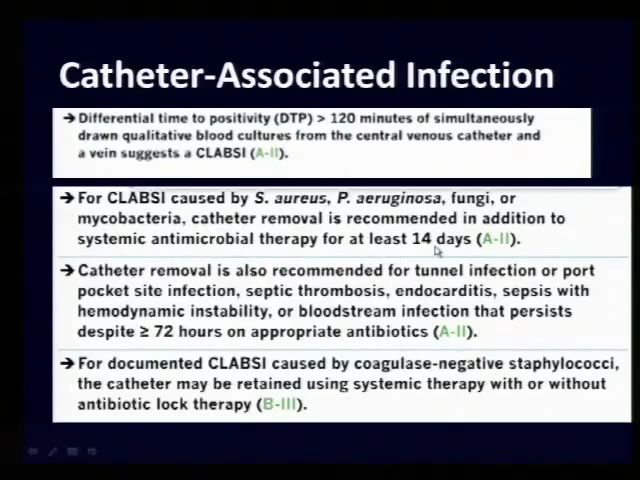 Catheter-Associated Infection
→ Differential time to positivity (DTP) > 120 minutes of simultaneously
drawn qualitative blood cultures from the central venous catheter and
a vein suggests a CLABSI (A-II).
→ For CLABSI caused by S. aureus, P. aeruginosa, fungi, or
mycobacteria, catheter removal is recommended in addition to
systemic antimicrobial therapy for at least 14 days (A-II).
→ Catheter removal is also recommended for tunnel infection or port
pocket site infection, septic thrombosis, endocarditis, sepsis with
hemodynamic instability, or bloodstream infection that persists
despite ≥ 72 hours on appropriate antibiotics (A-II).
→ For documented CLABSI caused by coagulase-negative staphylococci,
the catheter may be retained using systemic therapy with or without
antibiotic lock therapy (B-III).